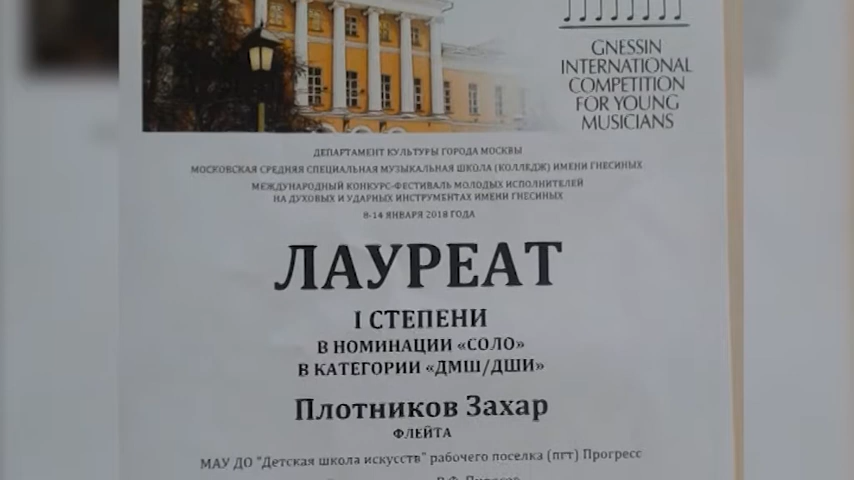 GNESSIN
INTERNATIONAL
COMPETITION
FOR YOUNG
MUSICIANS
ДЕПАРТАМЕНТ КУЛЬТУРЫ ГОРОДА МОСКВЫ
МОСКОВСКАЯ СРЕДНЯЯ СПЕЦИАЛЬНАЯ МУЗЫКАЛЬНАЯ ШКОЛА (КОЛЛЕДЖ) ИМЕНИ ГНЕСИНЫХ
МЕЖДУНАРОДНЫЙ КОНКУРС-ФЕСТИВАЛЬ МОЛОДЫХ ИСПОЛНИТЕЛЕЙ
НА ДУХОВЫХ И УДАРНЫХ ИНСТРУМЕНТАХ ИМЕНИ ГНЕСИНЫХ
8-14 ЯНВАРЯ 2018 ГОДА
ЛАУРЕАТ
I СТЕПЕНИ
В НОМИНАЦИИ «СОЛО»
В КАТЕГОРИИ «ДМШ/ДШИ»
Плотников Захар
ФЛЕЙТА
МАУ ДО "Детская школа искусств" рабочего поселка (пгт) Прогресс